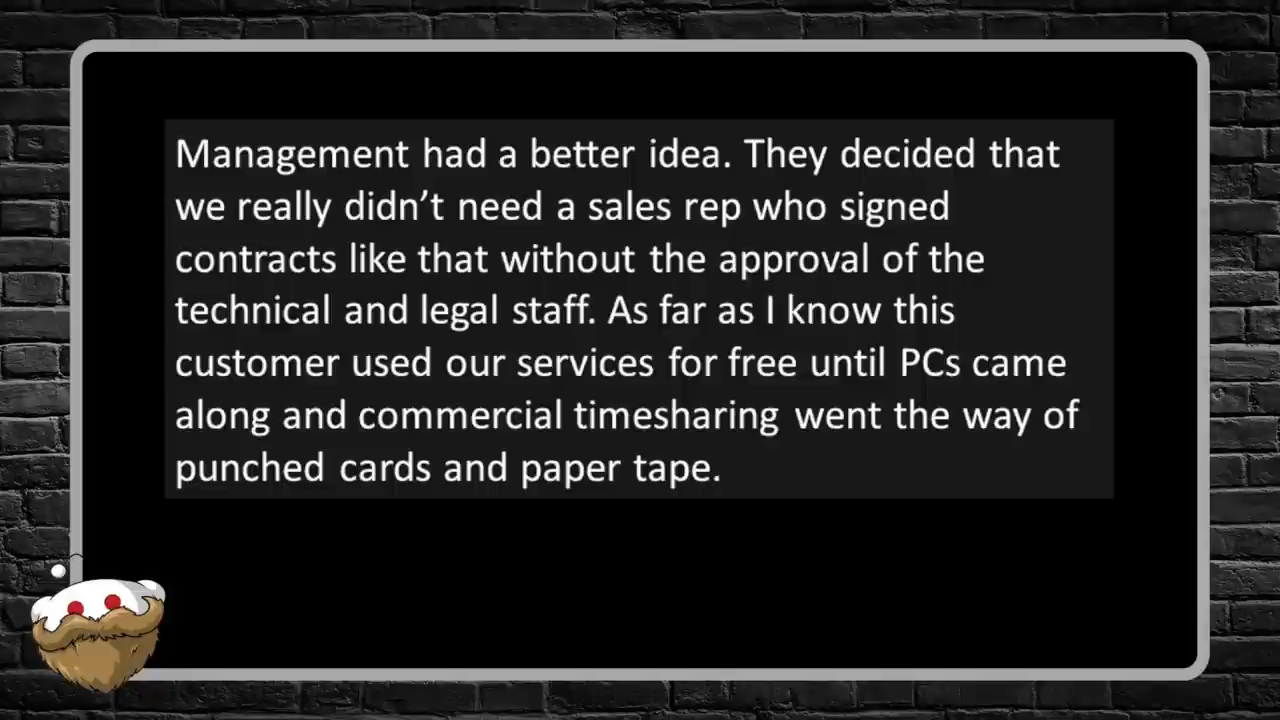 Management had a better idea. They decided that
we really didn’t need a sales rep who signed
contracts like that without the approval of the
technical and legal staff. As far as I know this
customer used our services for free until PCs came
along and commercial timesharing went the way of
punched cards and paper tape.